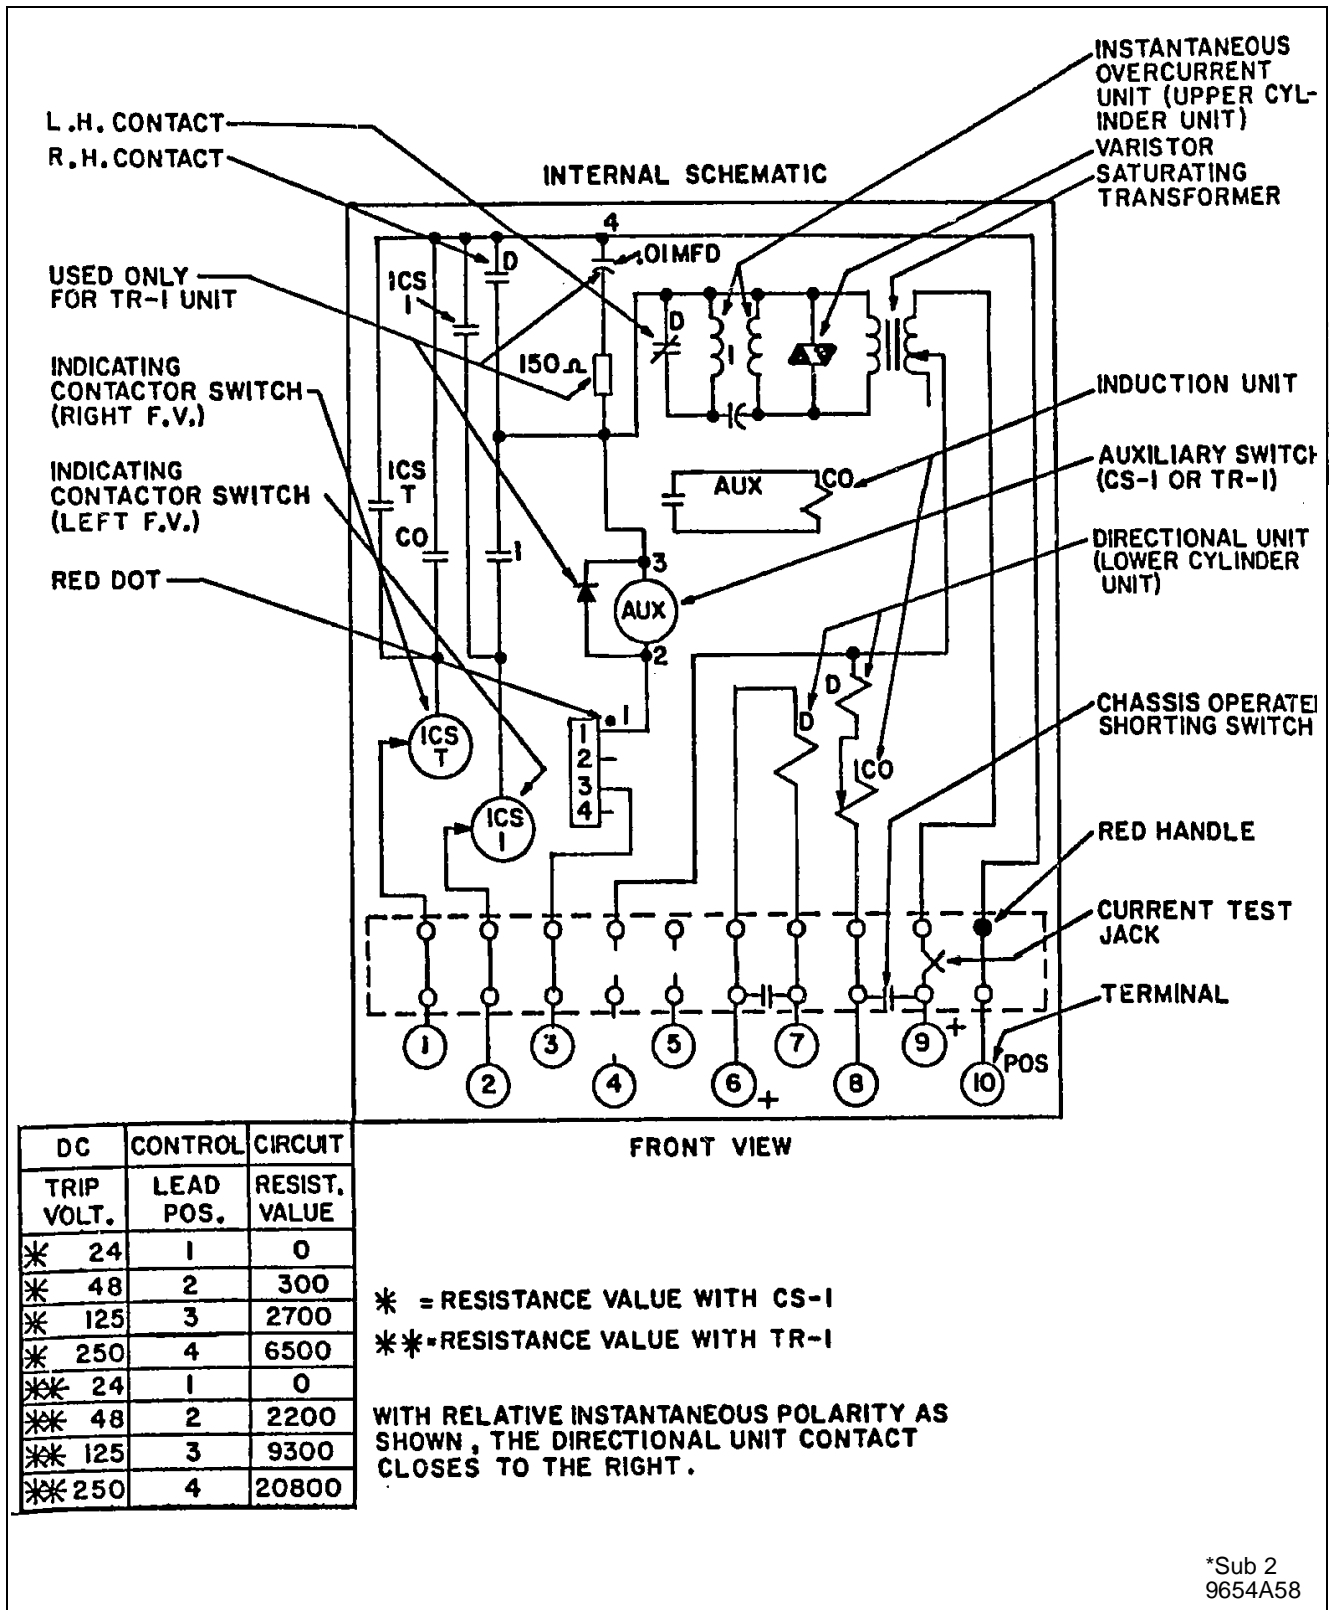 INSTANTANEOUS
OVERCURRENT
UNIT (UPPER CYL-
INDER UNIT)
VARISTOR
SATURATING
TRANSFORMER
L.H. CONTACT
R.H. CONTACT
INTERNAL SCHEMATIC
4
D
.01MFD
USED ONLY
FOR TR-1 UNIT
ICS
I
D
I
150Ω
INDICATING
CONTACTOR SWITCH
(RIGHT F.V.)
INDUCTION UNIT
INDICATING
CONTACTOR SWITCH
(LEFT F.V.)
ICS
T
AUX
CO
AUXILIARY SWITCH
(CS-1 OR TR-1)
CO
I
DIRECTIONAL UNIT
(LOWER CYLINDER
UNIT)
RED DOT
3
AUX
2
D
D
CHASSIS OPERATE
SHORTING SWITCH
1
ICS
T
1
2
3
4
CO
ICS
I
RED HANDLE
CURRENT TEST
JACK
TERMINAL
1
2
3
4
5
6
+
7
8
9
+
10
POS
FRONT VIEW
DC CONTROL CIRCUIT
TRIP VOLT. LEAD POS. RESIST. VALUE
* 24 1 0
* 48 2 300
* 125 3 2700
* 250 4 6500
** 24 1 0
** 48 2 2200
** 125 3 9300
** 250 4 20800
* = RESISTANCE VALUE WITH CS-1
** = RESISTANCE VALUE WITH TR-1
WITH RELATIVE INSTANTANEOUS POLARITY AS
SHOWN, THE DIRECTIONAL UNIT CONTACT
CLOSES TO THE RIGHT.
*Sub 2
9654A58